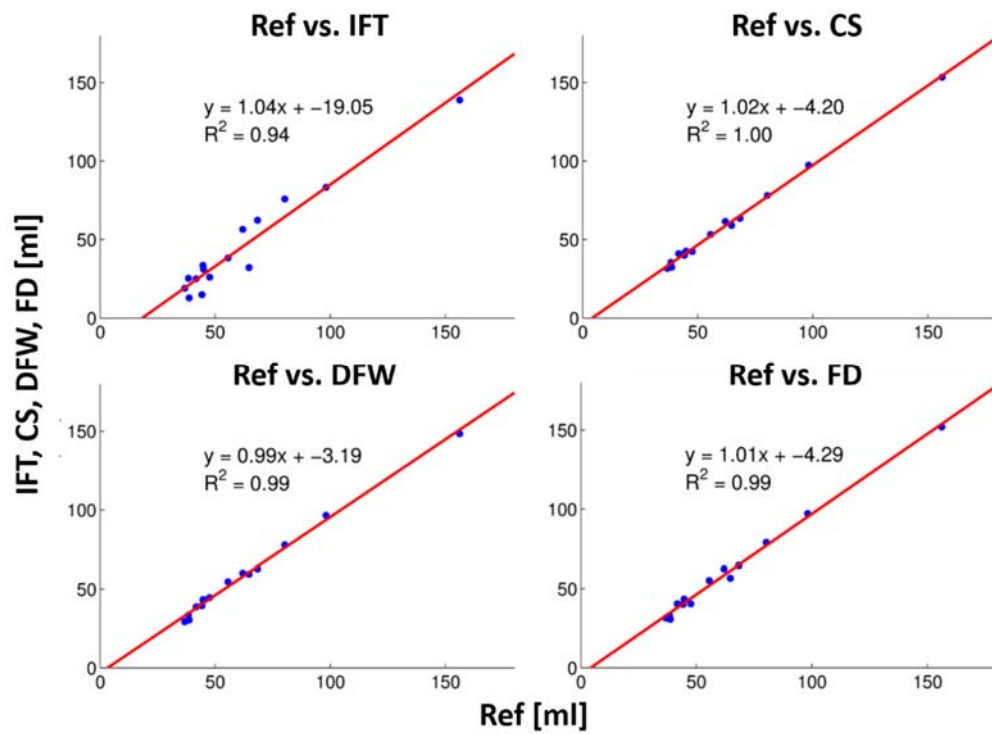 Ref vs. IFT
Ref vs. CS
150
100
50
0
0 50 100 150
y = 1.04x + −19.05
R² = 0.94
150
100
50
0
0 50 100 150
y = 1.02x + −4.20
R² = 1.00
IFT, CS, DFW, FD [ml]
Ref vs. DFW
Ref vs. FD
150
100
50
0
0 50 100 150
y = 0.99x + −3.19
R² = 0.99
150
100
50
0
0 50 100 150
y = 1.01x + −4.29
R² = 0.99
Ref [ml]